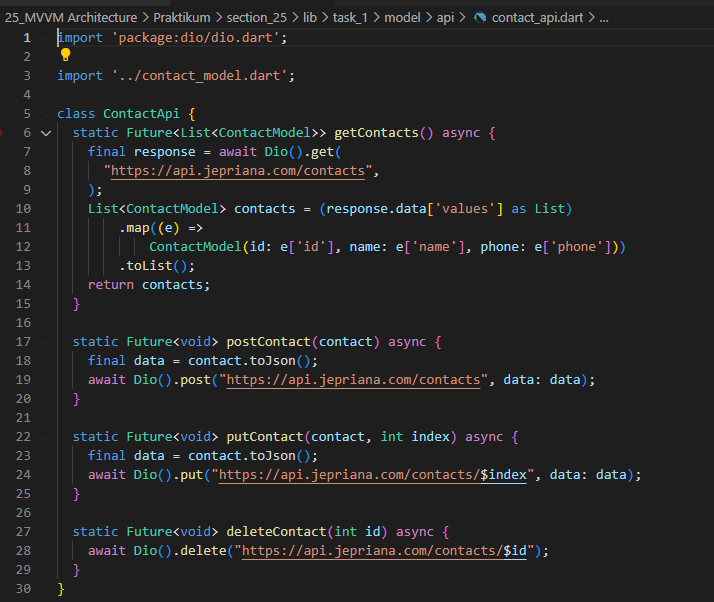 25_MVVM Architecture > Praktikum > section_25 > lib > task_1 > model > api > contact_api.dart > ...
1 import 'package:dio/dio.dart';
2
3 import '../contact_model.dart';
4
5 class ContactApi {
6 static Future<List<ContactModel>> getContacts() async {
7 final response = await Dio().get(
8 "https://api.jepriana.com/contacts",
9 );
10 List<ContactModel> contacts = (response.data['values'] as List)
11 .map((e) =>
12 ContactModel(id: e['id'], name: e['name'], phone: e['phone']))
13 .toList();
14 return contacts;
15 }
16
17 static Future<void> postContact(contact) async {
18 final data = contact.toJson();
19 await Dio().post("https://api.jepriana.com/contacts", data: data);
20 }
21
22 static Future<void> putContact(contact, int index) async {
23 final data = contact.toJson();
24 await Dio().put("https://api.jepriana.com/contacts/$index", data: data);
25 }
26
27 static Future<void> deleteContact(int id) async {
28 await Dio().delete("https://api.jepriana.com/contacts/$id");
29 }
30 }